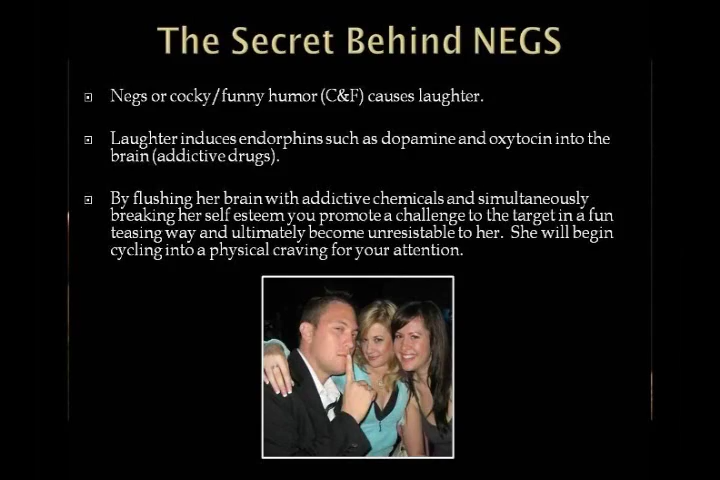 The Secret Behind NEGS
Negs or cocky/funny humor (C&F) causes laughter.
Laughter induces endorphins such as dopamine and oxytocin into the
brain (addictive drugs).
By flushing her brain with addictive chemicals and simultaneously
breaking her self esteem you promote a challenge to the target in a fun
teasing way and ultimately become unresistable to her. She will begin
cycling into a physical craving for your attention.